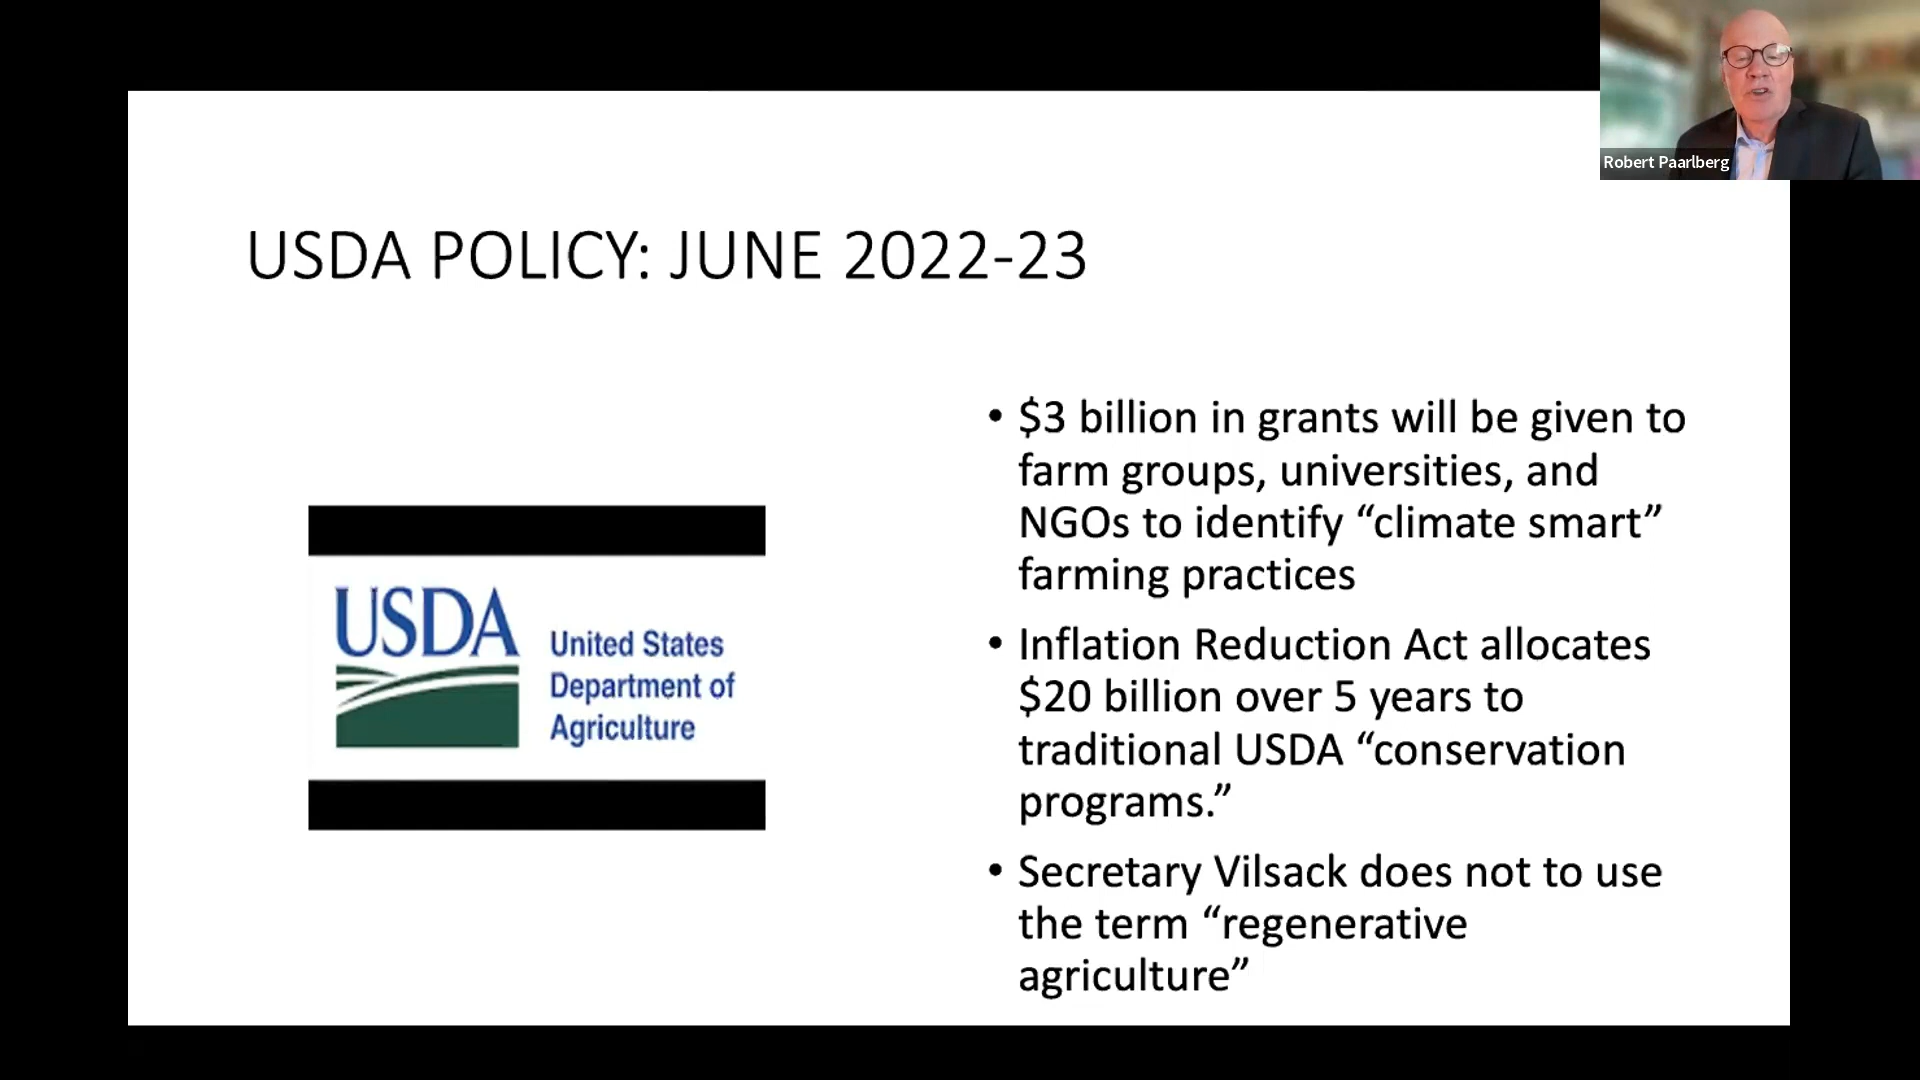 Robert Paarlberg
USDA POLICY: JUNE 2022-23
• $3 billion in grants will be given to
farm groups, universities, and
NGOs to identify “climate smart”
farming practices
• Inflation Reduction Act allocates
$20 billion over 5 years to
traditional USDA “conservation
programs.”
• Secretary Vilsack does not to use
the term “regenerative
agriculture”
USDA
United States
Department of
Agriculture